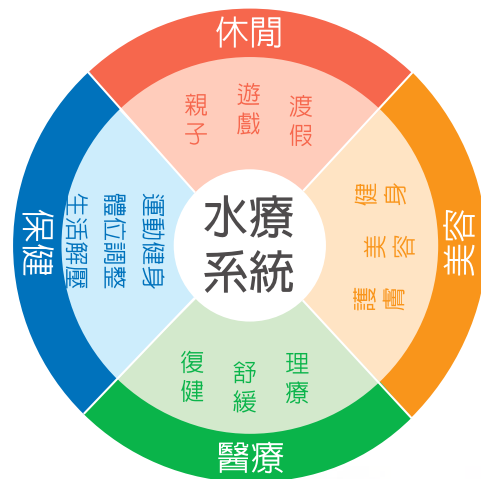 休閒
親子
遊戲
渡假
水療
系統
美容
健身
美容
護膚
醫療
復健
舒緩
理療
保健
運動健身
體位調整
生活解壓